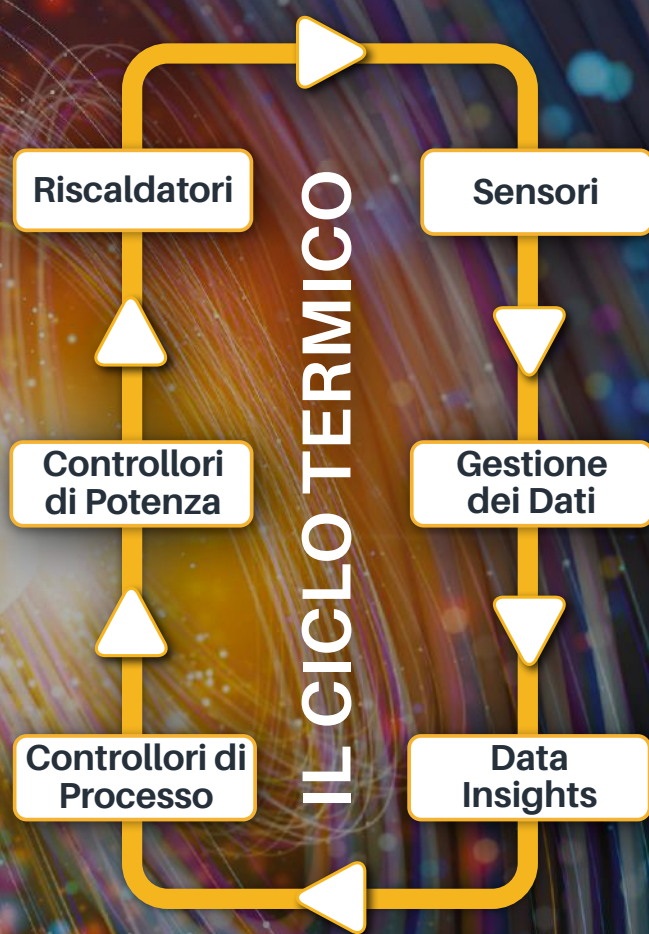 Riscaldatori
Sensori
IL CICLO TERMICO
Controllori
di Potenza
Gestione
dei Dati
Controllori di
Processo
Data
Insights